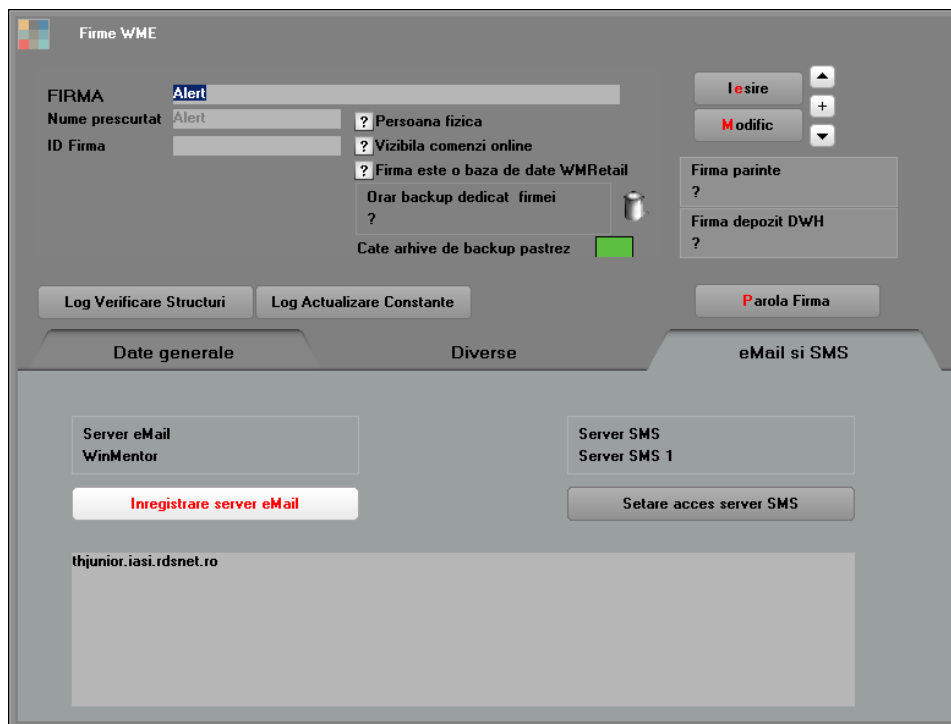 Firme WME
FIRMA Alert
Nume prescurtat Alert
ID Firma
? Persoana fizica
? Vizibila comenzi online
? Firma este o baza de date WMRetail
Orar backup dedicat firmei
?
Cate arhive de backup pastrez
Iesire
+
Modific
Firma parinte
?
Firma depozit DWH
?
Log Verificare Structuri Log Actualizare Constante Parola Firma
Date generale Diverse eMail si SMS
Server eMail
WinMentor
Server SMS
Server SMS 1
Inregistrare server eMail Setare acces server SMS
thjunior.iasi.rdsnet.ro